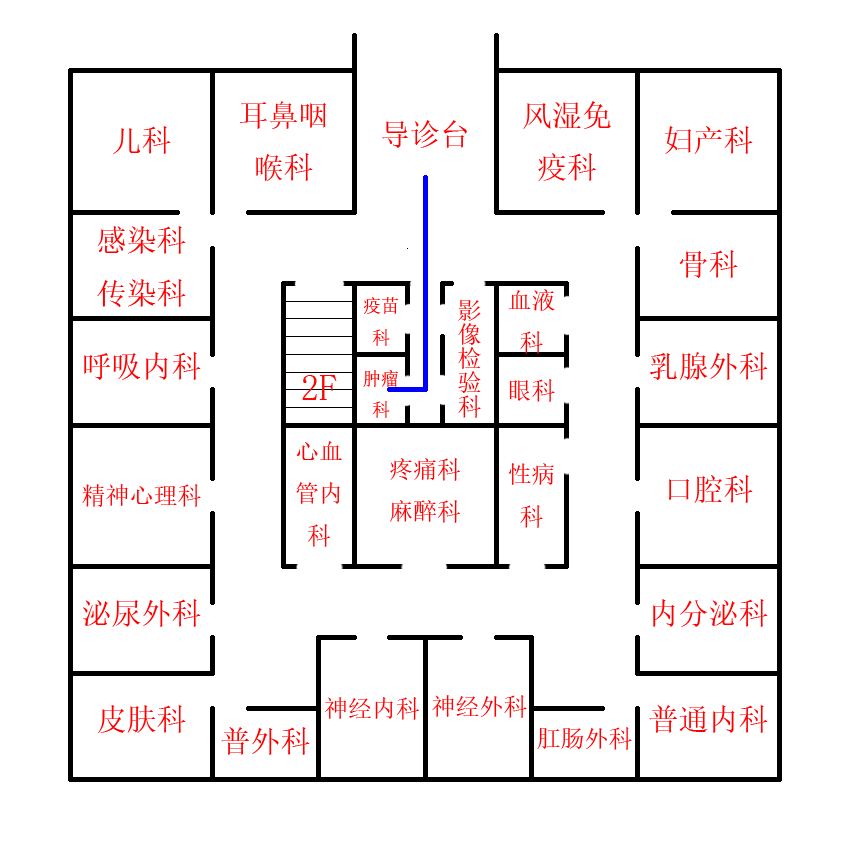 导诊台
儿科
耳鼻咽
喉科
风湿免
疫科
妇产科
感染科
传染科
骨科
疫苗
科
影像检验科
血液
科
呼吸内科
2F
肿瘤
科
眼科
乳腺外科
精神心理科
心血
管内
科
疼痛科
麻醉科
性病
科
口腔科
泌尿外科
内分泌科
皮肤科
普外科
神经内科
神经外科
肛肠外科
普通内科